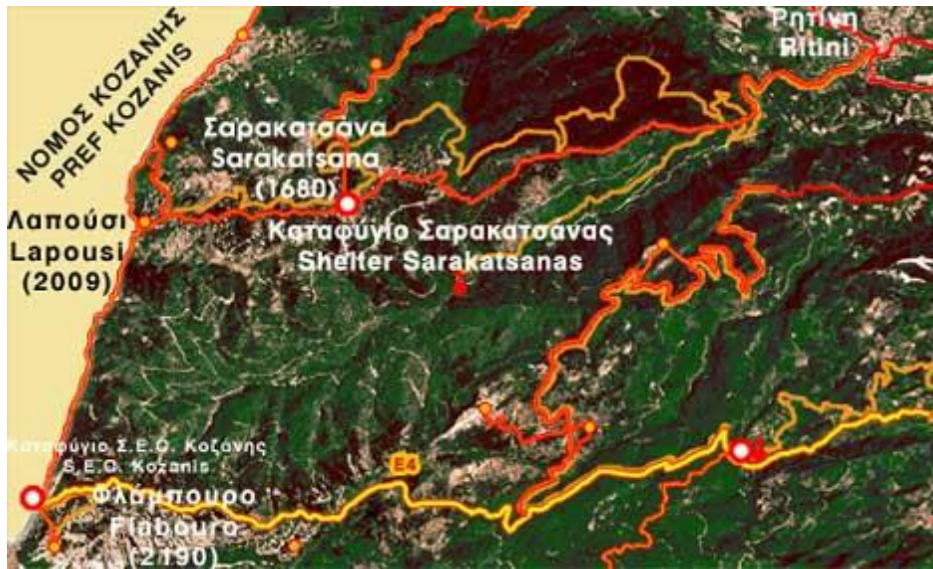 Ρητίνη
Ritini
ΝΟΜΟΣ ΚΟΖΑΝΗΣ
PREF KOZANIS
Σαρακατσάνα
Sarakatsana
(1680)
Λαπούσι
Lapousi
(2009)
Καταφύγιο Σαρακατσάνας
Shelter Sarakatsanas
Καταφύγιο Σ.Ε.Ο. Κοζάνης
S.E.O. Kozanis
E4
Φλάμπουρο
Flabouro
(2190)